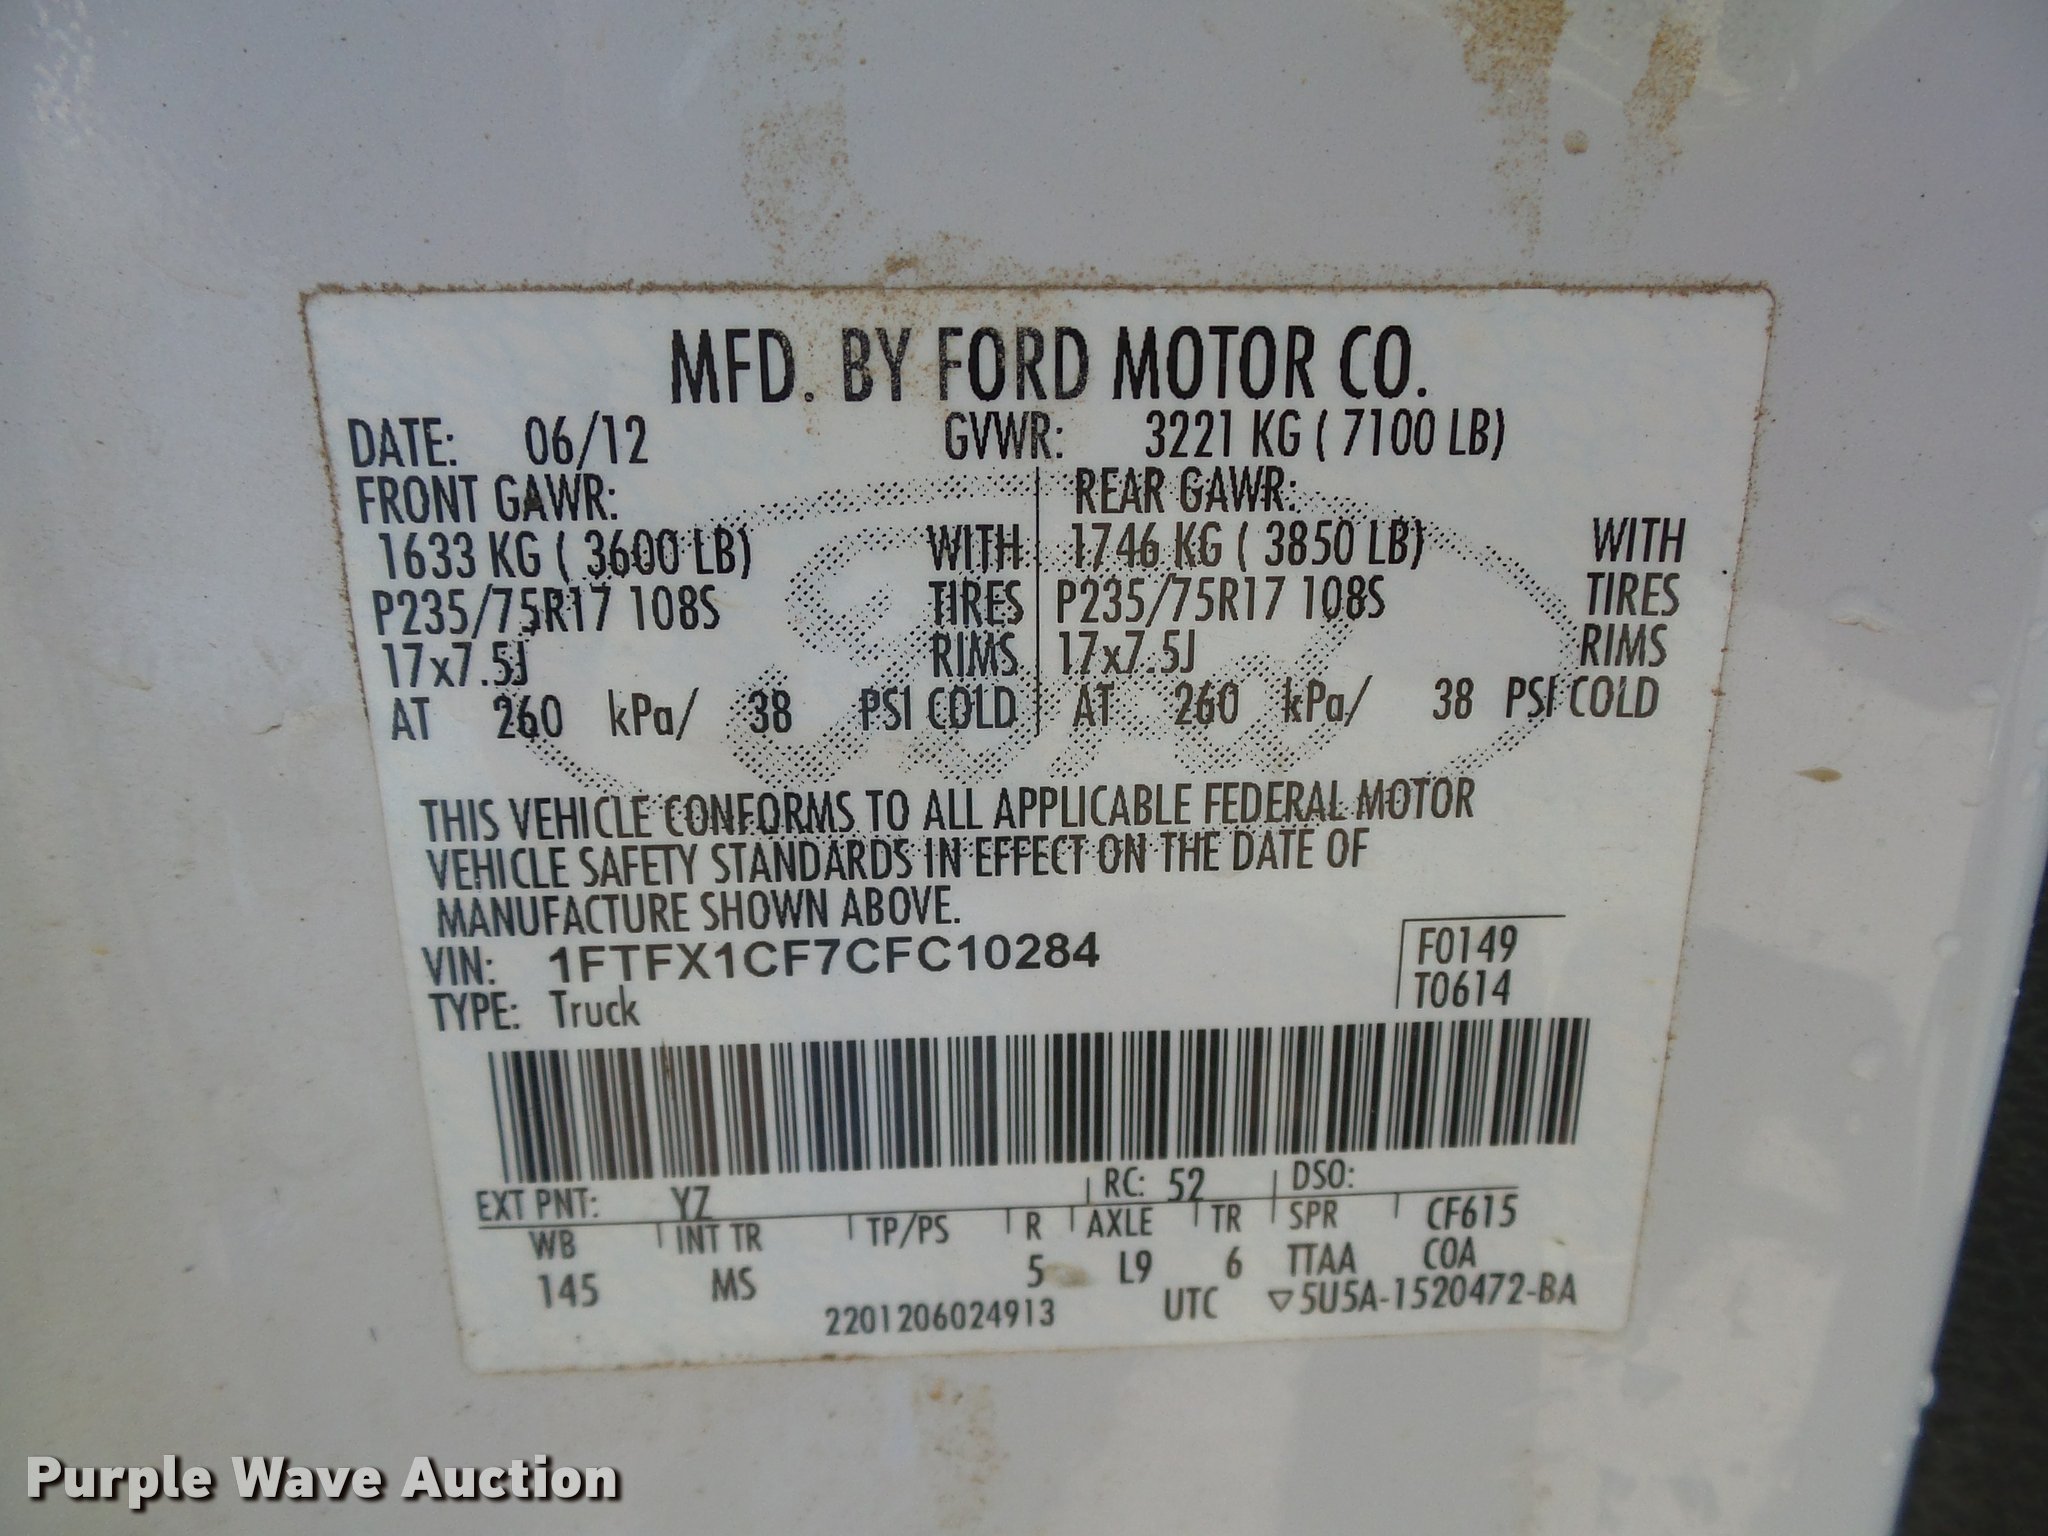 MFD. BY FORD MOTOR CO.
DATE: 06/12 GVWR: 3221 KG ( 7100 LB)
FRONT GAWR: REAR GAWR:
1633 KG ( 3600 LB) WITH 1746 KG ( 3850 LB) WITH
P235/75R17 108S TIRES P235/75R17 108S TIRES
17x7.5J RIMS 17x7.5J RIMS
AT 260 kPa/ 38 PSI COLD AT 260 kPa/ 38 PSI COLD
THIS VEHICLE CONFORMS TO ALL APPLICABLE FEDERAL MOTOR
VEHICLE SAFETY STANDARDS IN EFFECT ON THE DATE OF
MANUFACTURE SHOWN ABOVE.
VIN: 1FTFX1CF7CFC10284 F0149
TYPE: Truck T0614
EXT PNT: YZ RC: 52 DSO:
WB INT TR TP/PS R AXLE TR SPR CF615
145 MS 5 L9 6 TTAA COA
2201206024913 UTC ▽5U5A-1520472-BA
Purple Wave Auction